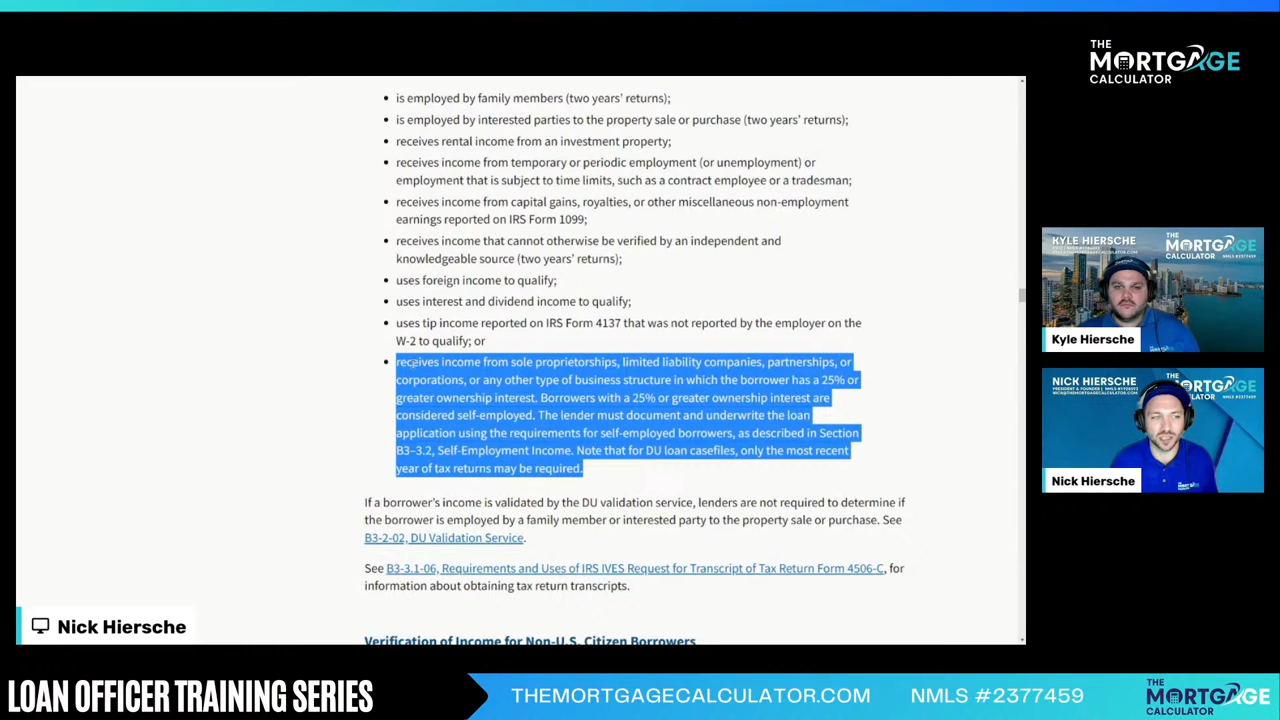 THE
MORTGAGE
CALCULATOR
is employed by family members (two years' returns);
is employed by interested parties to the property sale or purchase (two years' returns);
receives rental income from an investment property;
receives income from temporary or periodic employment (or unemployment) or
employment that is subject to time limits, such as a contract employee or a tradesman;
receives income from capital gains, royalties, or other miscellaneous non-employment
earnings reported on IRS Form 1099;
receives income that cannot otherwise be verified by an independent and
knowledgeable source (two years' returns);
uses foreign income to qualify;
uses interest and dividend income to qualify;
uses tip income reported on IRS Form 4137 that was not reported by the employer on the
W-2 to qualify; or
receives income from sole proprietorships, limited liability companies, partnerships, or
corporations, or any other type of business structure in which the borrower has a 25% or
greater ownership interest. Borrowers with a 25% or greater ownership interest are
considered self-employed. The lender must document and underwrite the loan
application using the requirements for self-employed borrowers, as described in Section
B3–3.2, Self-Employment Income. Note that for DU loan casefiles, only the most recent
year of tax returns may be required.
If a borrower's income is validated by the DU validation service, lenders are not required to determine if
the borrower is employed by a family member or interested party to the property sale or purchase. See
B3-2-02, DU Validation Service.
See B3-3.1-06, Requirements and Uses of IRS IVES Request for Transcript of Tax Return Form 4506-C, for
information about obtaining tax return transcripts.
Verification of Income for Non-U.S. Citizen Borrowers
Nick Hiersche
KYLE HIERSCHE
THE
MORTGAGE
CALCULATOR
NMLS #2377459
Kyle Hiersche
NICK HIERSCHE
PRESIDENT & FOUNDER
THE
MORTGAGE
CALCULATOR
Nick Hiersche
LOAN OFFICER TRAINING SERIES
THEMORTGAGECALCULATOR.COM
NMLS #2377459
THE
MORTGAGE
CALCULATOR